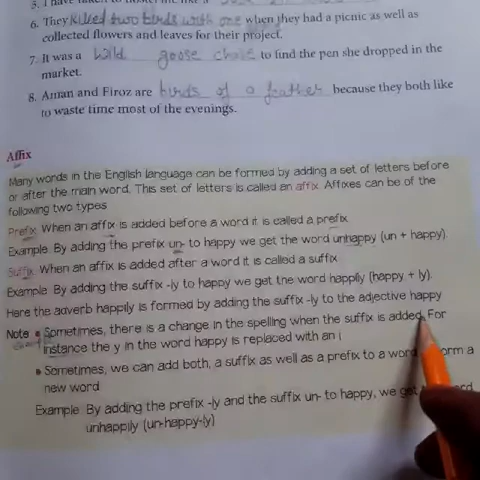 6. They killed two birds with one when they had a picnic as well as
collected flowers and leaves for their project.
7. It was a wild goose chase to find the pen she dropped in the
market.
8. Aman and Firoz are birds of a feather because they both like
to waste time most of the evenings.
Affix
Many words in the English language can be formed by adding a set of letters before
or after the main word. This set of letters is called an affix. Affixes can be of the
following two types
Prefix When an affix is added before a word it is called a prefix
Example By adding the prefix un- to happy we get the word unhappy (un + happy)
Suffix When an affix is added after a word it is called a suffix
Example By adding the suffix -ly to happy we get the word happily (happy + ly).
Here the adverb happily is formed by adding the suffix -ly to the adjective happy
Note • Sometimes, there is a change in the spelling when the suffix is added. For
instance the y in the word happy is replaced with an i
• Sometimes, we can add both, a suffix as well as a prefix to a word a
new word
Example: By adding the prefix -ly and the suffix un- to happy, we get
unhappily (un-happy-ly)